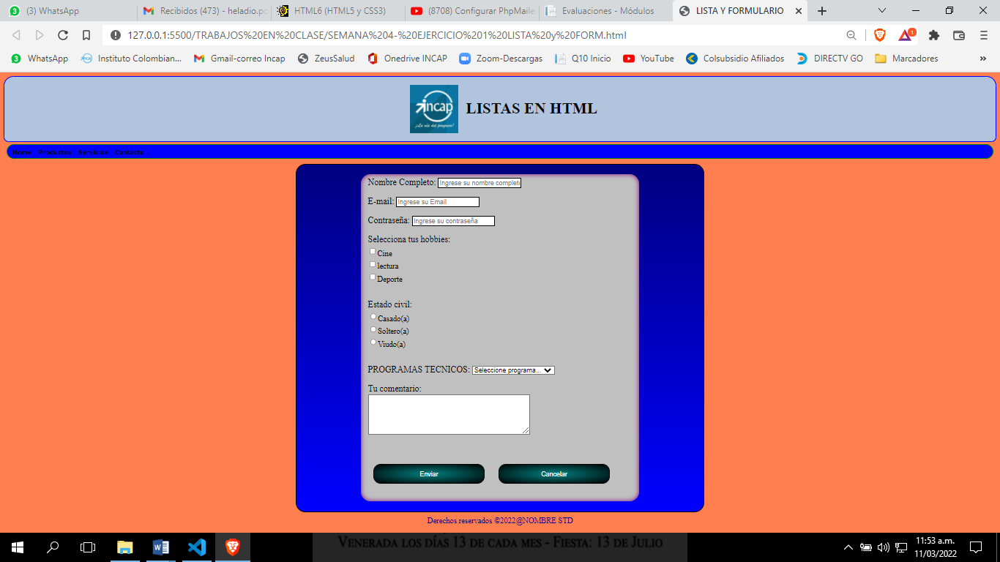 (3) WhatsApp
Recibidos (473) - heladio.po
HTML6 (HTML5 y CSS3)
(8708) Configurar PhpMaile
Evaluaciones - Módulos
LISTA Y FORMULARIO
127.0.0.1:5500/TRABAJOS%20EN%20CLASE/SEMANA%204-%20EJERCICIO%201%20LISTA%20y%20FORM.html
1
WhatsApp
Instituto Colombian...
Gmail-correo Incap
ZeusSalud
Onedrive INCAP
Zoom-Descargas
Q10 Inicio
YouTube
Colsubsidio Afiliados
DIRECTV GO
Marcadores
»
incap
¡La vía del progreso!
LISTAS EN HTML
Home Productos Servicios Contacto
Nombre Completo: Ingrese su nombre complet
E-mail: Ingrese su Email
Contraseña: Ingrese su contraseña
Selecciona tus hobbies:
Cine
lectura
Deporte
Estado civil:
Casado(a)
Soltero(a)
Viudo(a)
PROGRAMAS TECNICOS: Seleccione programa...
Tu comentario:
Enviar
Cancelar
Derechos reservados ©2022@NOMBRE STD
Venerada los días 13 de cada mes - Fiesta: 13 de Julio
11:53 a.m.
11/03/2022